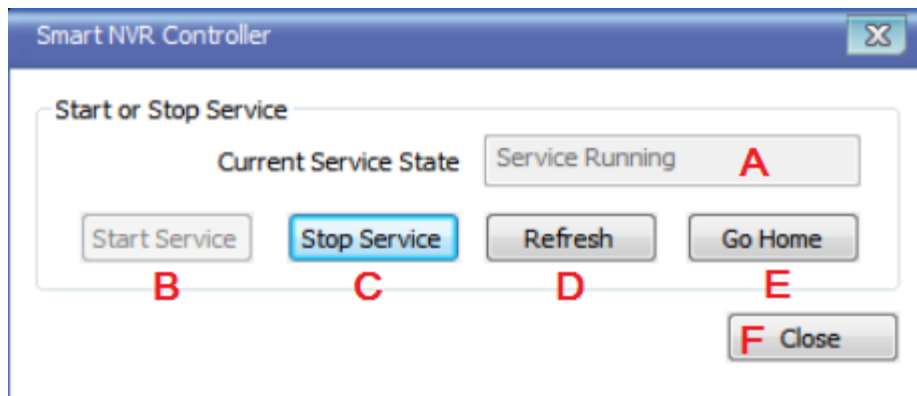 Smart NVR Controller
Start or Stop Service
Current Service State Service Running A
Start Service Stop Service Refresh Go Home
B C D E
F Close